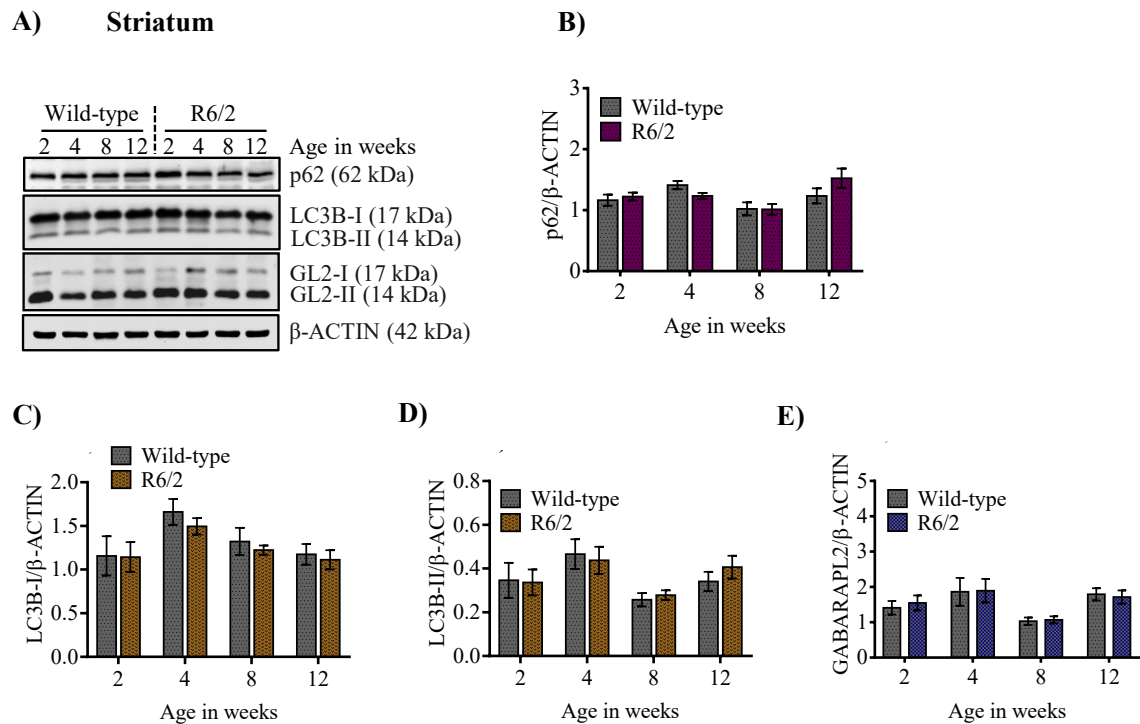 A) Striatum
Wild-type R6/2
2 4 8 12 2 4 8 12 Age in weeks
p62 (62 kDa)
LC3B-I (17 kDa)
LC3B-II (14 kDa)
GL2-I (17 kDa)
GL2-II (14 kDa)
β-ACTIN (42 kDa)
B)
p62/β-ACTIN
3
2
1
0
Wild-type
R6/2
2 4 8 12
Age in weeks
C)
LC3B-I/β-ACTIN
2.0
1.5
1.0
0.5
0.0
Wild-type
R6/2
2 4 8 12
Age in weeks
D)
LC3B-II/β-ACTIN
0.8
0.6
0.4
0.2
0.0
Wild-type
R6/2
2 4 8 12
Age in weeks
E)
GABARAPL2/β-ACTIN
5
4
3
2
1
0
Wild-type
R6/2
2 4 8 12
Age in weeks